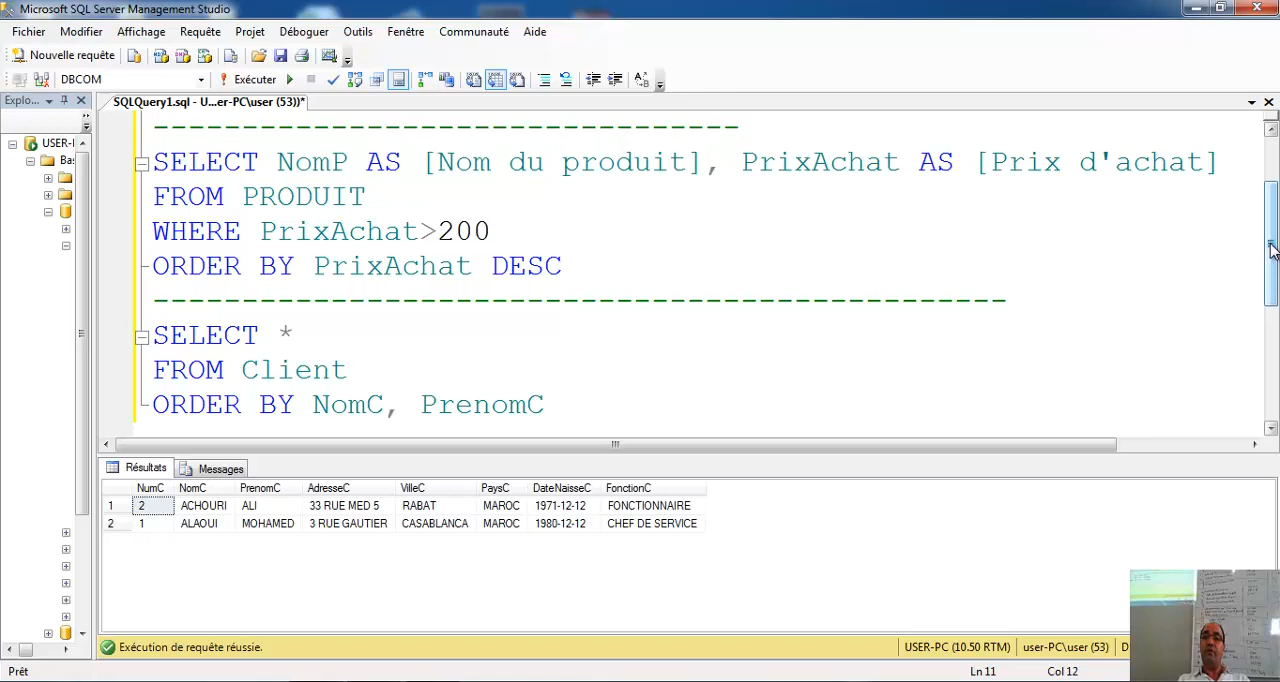 Microsoft SQL Server Management Studio
Fichier Modifier Affichage Requête Projet Déboguer Outils Fenêtre Communauté Aide
Nouvelle requête
DBCOM Exécuter
Explo... SQLQuery1.sql - U...er-PC\user (53))*
---------------------------------
USER-
Bas
SELECT NomP AS [Nom du produit], PrixAchat AS [Prix d'achat]
FROM PRODUIT
WHERE PrixAchat>200
ORDER BY PrixAchat DESC
------------------------------------------------
SELECT *
FROM Client
ORDER BY NomC, PrenomC
Résultats Messages
NumC NomC PrenomC AdresseC VilleC PaysC DateNaisseC FonctionC
1 2 ACHOURI ALI 33 RUE MED 5 RABAT MAROC 1971-12-12 FONCTIONNAIRE
2 1 ALAOUI MOHAMED 3 RUE GAUTIER CASABLANCA MAROC 1980-12-12 CHEF DE SERVICE
Exécution de requête réussie. USER-PC (10.50 RTM) user-PC\user (53) D
Prêt Ln 11 Col 12